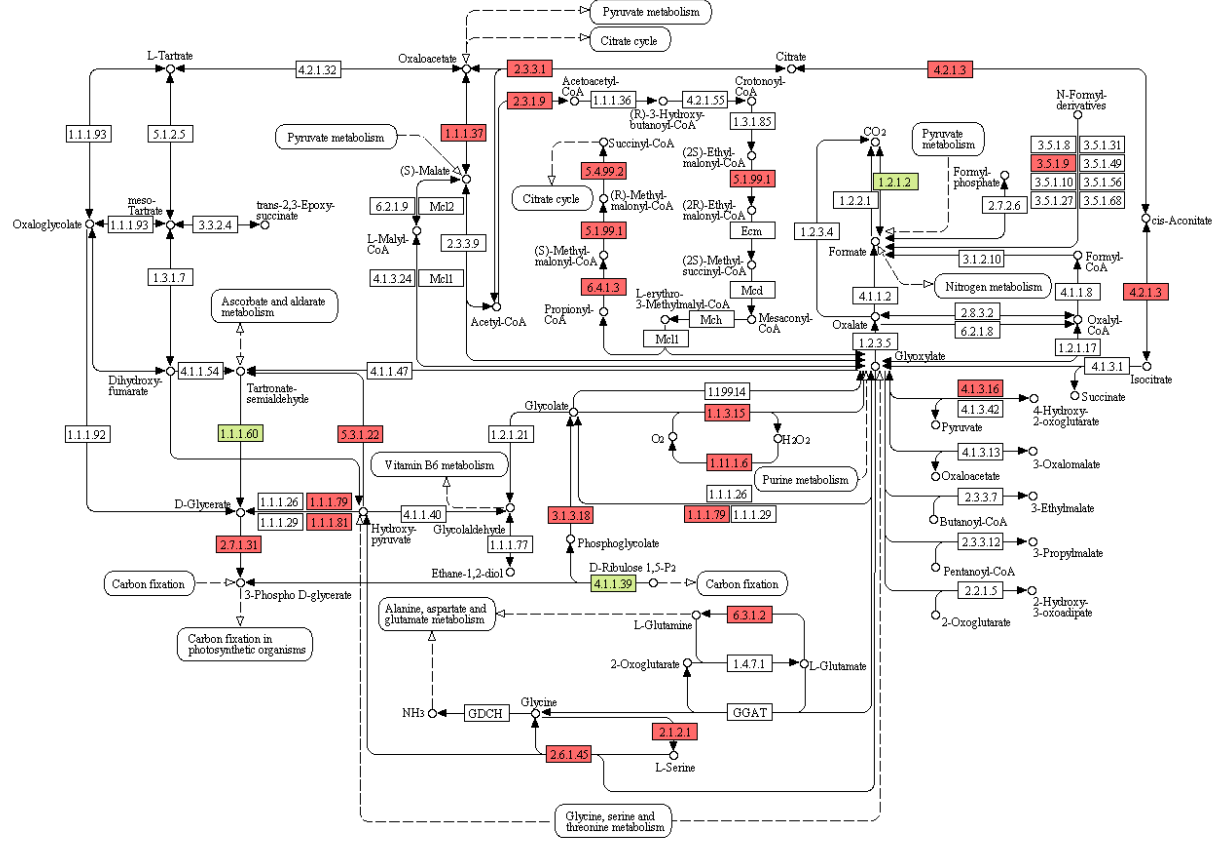 Pyruvate metabolism
Citrate cycle
L-Tartrate
4.2.1.32
Oxaloacetate
2.3.3.1
Citrate
4.2.1.3
Acetoacetyl-
CoA
2.3.1.9
1.1.1.36
4.2.1.55
Crotonoyl-
CoA
(R)-3-Hydroxy-
butanoyl-CoA
1.3.1.85
N-Formyl-
derivatives
1.1.1.93
5.1.2.5
1.1.1.37
Pyruvate metabolism
(S)-Malate
Succinyl-CoA
5.4.99.2
Citrate cycle
(R)-Methyl-
malonyl-CoA
5.1.99.1
(S)-Methyl-
malonyl-CoA
6.4.1.3
Propionyl-
CoA
(2S)-Ethyl-
malonyl-CoA
5.1.99.1
(2R)-Ethyl-
malonyl-CoA
Ecm
(2S)-Methyl-
succinyl-CoA
Mcd
L-erythro-
3-Methylmalyl-CoA
Mch
Mesaconyl-
CoA
Mcl1
CO2
Pyruvate
metabolism
1.2.1.2
1.2.2.1
1.2.3.4
Formyl-
phosphate
2.7.2.6
3.5.1.8
3.5.1.31
3.5.1.9
3.5.1.49
3.5.1.10
3.5.1.56
3.5.1.27
3.5.1.68
cis-Aconitate
Formate
3.1.2.10
Formyl-
CoA
Nitrogen metabolism
4.1.1.2
4.1.1.8
4.2.1.3
Oxalate
2.8.3.2
6.2.1.8
Oxalyl-
CoA
1.2.3.5
1.2.1.17
Glyoxylate
4.1.3.1
Isocitrate
Succinate
Oxaloglycolate
1.1.1.93
meso-
Tartrate
3.3.2.4
trans-2,3-Epoxy-
succinate
6.2.1.9
Mcl2
L-Malyl-
CoA
2.3.3.9
4.1.3.24
Mcl1
Acetyl-CoA
1.3.1.7
Ascorbate and aldarate
metabolism
Dihydroxy-
fumarate
4.1.1.54
Tartronate-
semialdehyde
4.1.1.47
1.1.1.92
1.1.1.60
5.3.1.22
Glycolate
1.1.99.14
1.1.3.15
O2
H2O2
1.11.1.6
1.2.1.21
Vitamin B6 metabolism
Purine metabolism
1.1.1.26
1.1.1.79
1.1.1.29
4.1.3.16
4.1.3.42
Pyruvate
4-Hydroxy-
2-oxoglutarate
4.1.3.13
Oxaloacetate
3-Oxalomalate
2.3.3.7
Butanoyl-CoA
3-Ethylmalate
2.3.3.12
Pentanoyl-CoA
3-Propylmalate
2.2.1.5
2-Oxoglutarate
2-Hydroxy-
3-oxoadipate
D-Glycerate
1.1.1.26
1.1.1.79
1.1.1.29
1.1.1.81
Hydroxy-
pyruvate
4.1.1.40
Glycolaldehyde
1.1.1.77
Ethane-1,2-diol
3.1.3.18
Phosphoglycolate
2.7.1.31
D-Ribulose 1,5-P2
4.1.1.39
Carbon fixation
Carbon fixation
3-Phospho D-glycerate
Carbon fixation in
photosynthetic organisms
Alanine, aspartate and
glutamate metabolism
L-Glutamine
6.3.1.2
2-Oxoglutarate
1.4.7.1
L-Glutamate
NH3
GDCH
Glycine
GGAT
2.1.2.1
2.6.1.45
L-Serine
Glycine, serine and
threonine metabolism